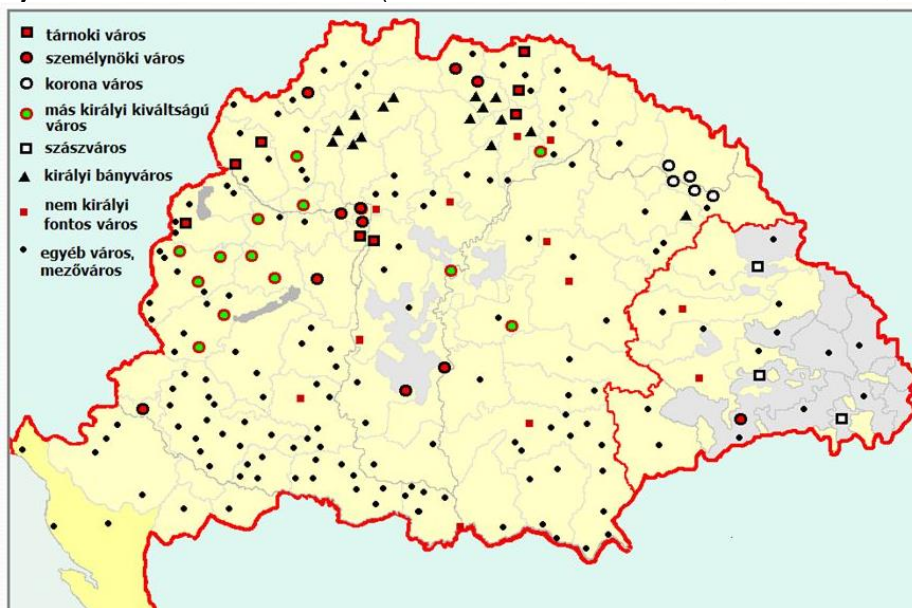 tárnoki város
személynöki város
korona város
más királyi kiváltságú
város
szászváros
királyi bányváros
nem királyi
fontos város
egyéb város,
mezőváros